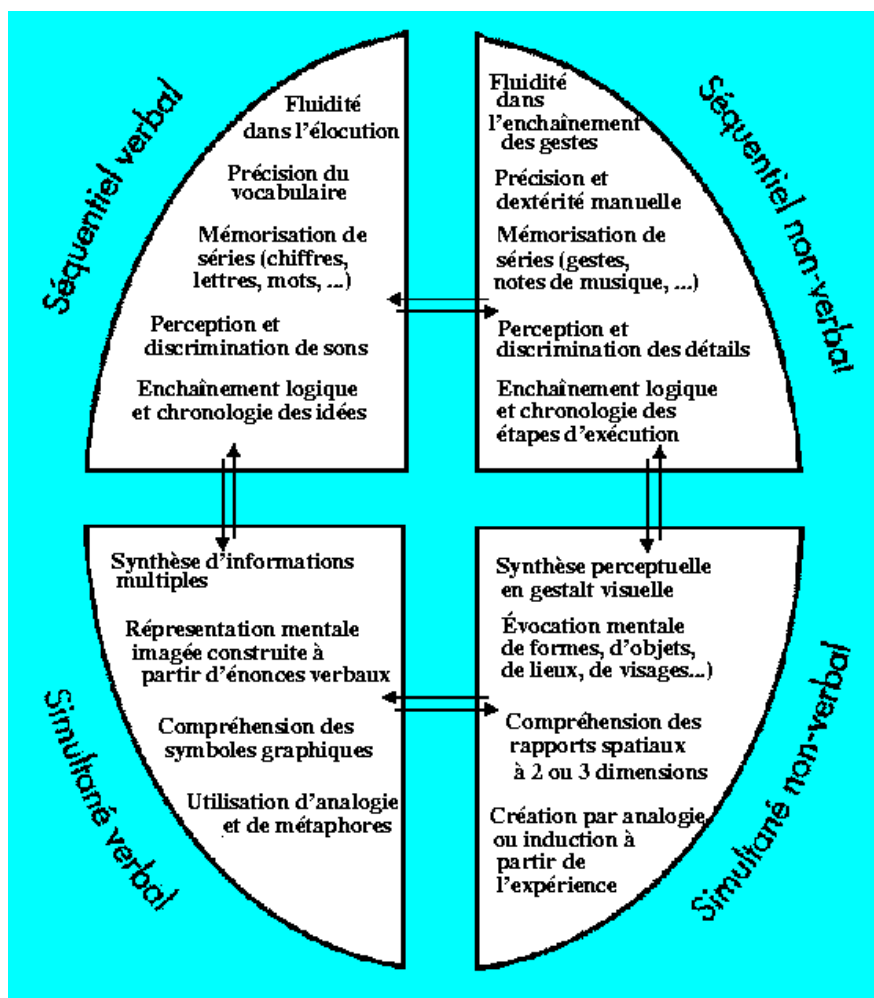 Séquentiel verbal
Fluidité
dans l'élocution
Précision du
vocabulaire
Mémorisation de
séries (chiffres,
lettres, mots, ...)
Perception et
discrimination de sons
Enchaînement logique
et chronologie des idées
Séquentiel non-verbal
Fluidité
dans
l'enchaînement
des gestes
Précision et
dextérité manuelle
Mémorisation de
séries (gestes,
notes de musique, ...)
Perception et
discrimination des détails
Enchaînement logique
et chronologie des
étapes d'exécution
Simultané verbal
Synthèse d'informations
multiples
Répresentation mentale
imagée construite à
partir d'énonces verbaux
Compréhension des
symboles graphiques
Utilisation d'analogie
et de métaphores
Simultané non-verbal
Synthèse perceptuelle
en gestalt visuelle
Évocation mentale
de formes, d'objets,
de lieux, de visages...)
Compréhension des
rapports spatiaux
à 2 ou 3 dimensions
Création par analogie
ou induction à
partir de
l'expérience